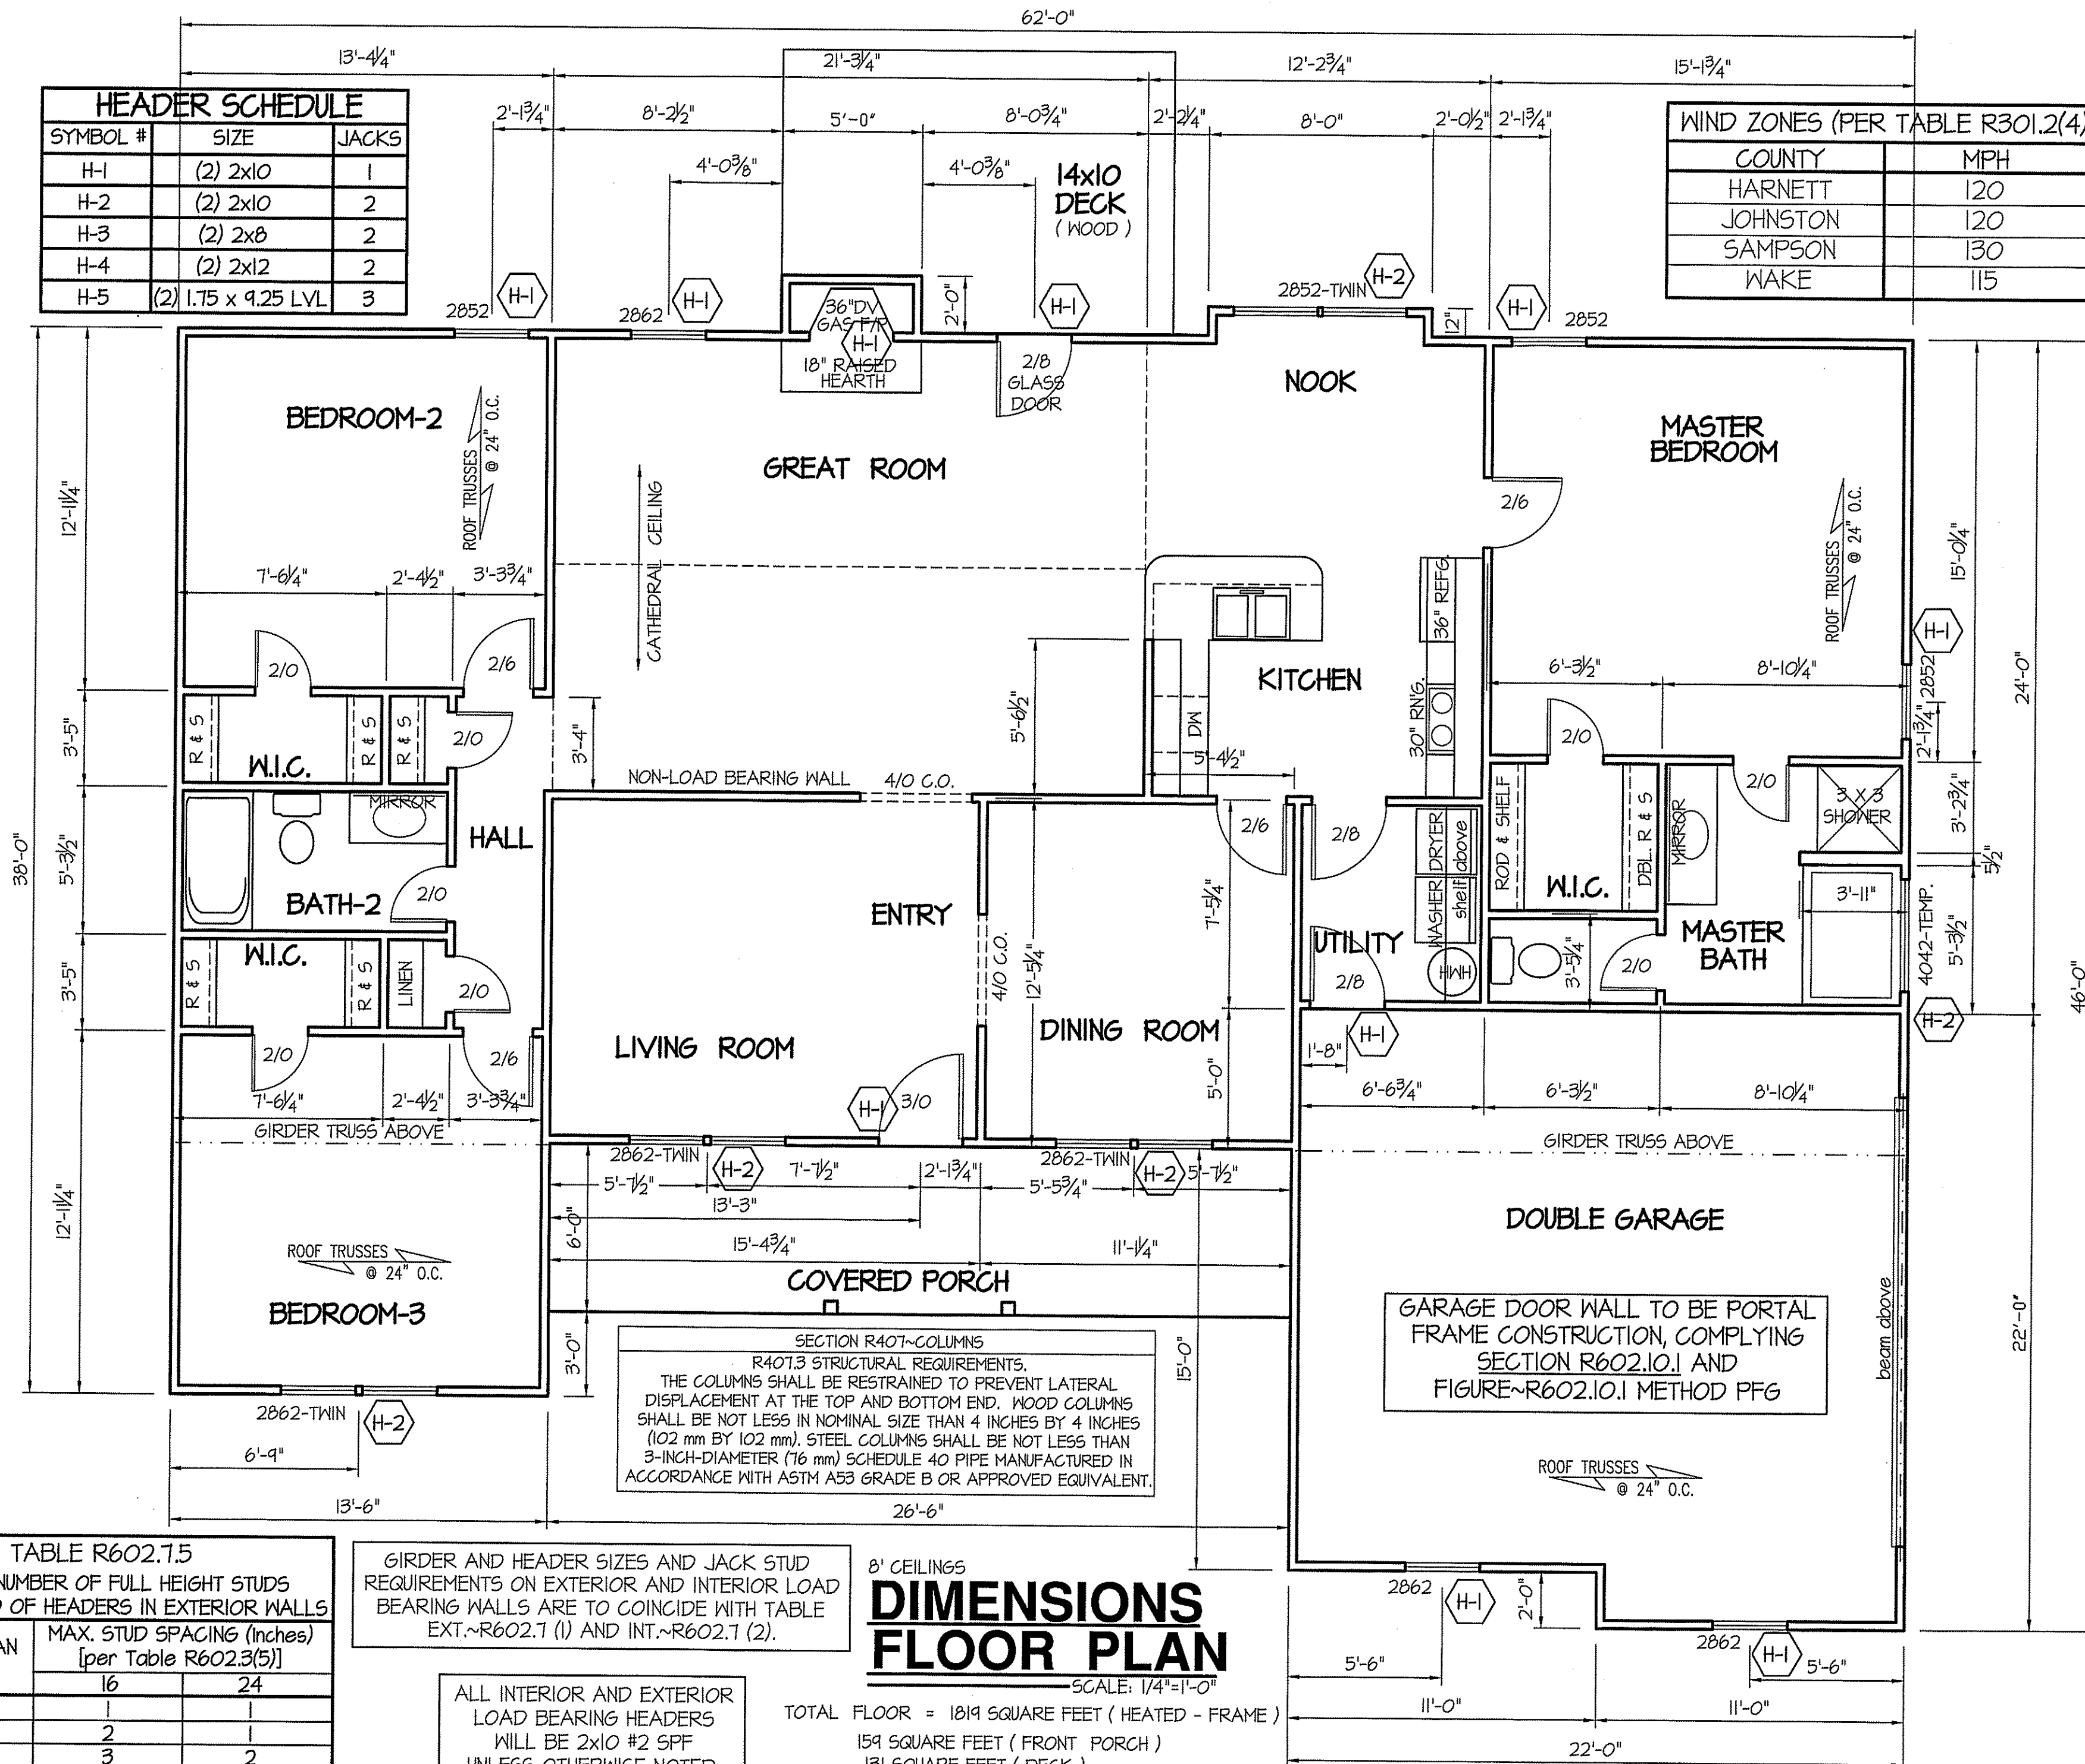 62'-0"
13'-4¼"
21'-3¼"
12'-2¾"
15'-1¾"
HEADER SCHEDULE
SYMBOL # SIZE JACKS
H-1 (2) 2x10 1
H-2 (2) 2x10 2
H-3 (2) 2x8 2
H-4 (2) 2x12 2
H-5 (2) 1.75 x 9.25 LVL 3
2'-1¾"
8'-2½"
5'-0"
8'-0¾"
2'-2¼"
8'-0"
2'-0½"
2'-1¾"
4'-0⅜"
4'-0⅜"
14x10
DECK
( WOOD )
WIND ZONES (PER TABLE R301.2(4)
COUNTY MPH
HARNETT 120
JOHNSTON 120
SAMPSON 130
WAKE 115
2852
H-1
2862
H-1
36"DV
GAS F/P
H-1
18" RAISED
HEARTH
2'-0"
H-1
2/8
GLASS
DOOR
2852-TWIN
H-2
12"
H-1
2852
BEDROOM-2
ROOF TRUSSES
@ 24" O.C.
GREAT ROOM
CATHEDRAL CEILING
NOOK
MASTER
BEDROOM
2/6
ROOF TRUSSES
@ 24" O.C.
12'-1¼"
7'-6¼"
2'-4½"
3'-3¾"
2/0
2/6
36" REFG.
KITCHEN
30" RN'G.
DW
5'-6½"
5'-4½"
6'-3½"
8'-10¼"
15'-0¼"
H-1
2852
2'-1¾"
24'-0"
3'-5"
R & S
W.I.C.
R & S
R & S
2/0
3'-4"
NON-LOAD BEARING WALL
4/0 C.O.
2/0
ROD & SHELF
W.I.C.
DBL. R & S
MIRROR
2/0
3 X 3
SHOWER
3'-2¾"
5½"
38'-0"
5'-3½"
MIRROR
HALL
BATH-2
2/0
ENTRY
4/0 C.O.
12'-5¼"
2/6
2/8
7'-5¼"
DRYER
WASHER
shelf above
UTILITY
2/8
HWH
3'-5¼"
2/0
MASTER
BATH
3'-11"
4042-TEMP.
5'-3½"
H-2
46'-0"
3'-5"
W.I.C.
R & S
R & S
LINEN
2/0
2/0
2/6
LIVING ROOM
DINING ROOM
5'-0"
1'-8"
H-1
7'-6¼"
2'-4½"
3'-3¾"
GIRDER TRUSS ABOVE
H-1
3/0
6'-6¾"
6'-3½"
8'-10¼"
GIRDER TRUSS ABOVE
12'-1¼"
2862-TWIN
H-2
5'-7½"
7'-7½"
2'-1¾"
2862-TWIN
H-2
5'-5¾"
5'-7½"
13'-3"
6'-0"
15'-4¾"
11'-1¼"
COVERED PORCH
DOUBLE GARAGE
ROOF TRUSSES
@ 24" O.C.
BEDROOM-3
3'-0"
15'-0"
GARAGE DOOR WALL TO BE PORTAL
FRAME CONSTRUCTION, COMPLYING
SECTION R602.10.1 AND
FIGURE~R602.10.1 METHOD PFG
beam above
22'-0"
SECTION R407~COLUMNS
R407.3 STRUCTURAL REQUIREMENTS.
THE COLUMNS SHALL BE RESTRAINED TO PREVENT LATERAL
DISPLACEMENT AT THE TOP AND BOTTOM END. WOOD COLUMNS
SHALL BE NOT LESS IN NOMINAL SIZE THAN 4 INCHES BY 4 INCHES
(102 mm BY 102 mm). STEEL COLUMNS SHALL BE NOT LESS THAN
3-INCH-DIAMETER (76 mm) SCHEDULE 40 PIPE MANUFACTURED IN
ACCORDANCE WITH ASTM A53 GRADE B OR APPROVED EQUIVALENT.
2862-TWIN
H-2
6'-9"
13'-6"
26'-6"
ROOF TRUSSES
@ 24" O.C.
TABLE R602.7.5
NUMBER OF FULL HEIGHT STUDS
OF HEADERS IN EXTERIOR WALLS
MAX. STUD SPACING (Inches)
[per Table R602.3(5)]
16 24
1 1
2 1
3 2
GIRDER AND HEADER SIZES AND JACK STUD
REQUIREMENTS ON EXTERIOR AND INTERIOR LOAD
BEARING WALLS ARE TO COINCIDE WITH TABLE
EXT.~R602.7 (1) AND INT.~R602.7 (2).
ALL INTERIOR AND EXTERIOR
LOAD BEARING HEADERS
WILL BE 2x10 #2 SPF
UNLESS OTHERWISE NOTED
8' CEILINGS
DIMENSIONS
FLOOR PLAN
SCALE: 1/4"=1'-0"
TOTAL FLOOR = 1819 SQUARE FEET ( HEATED - FRAME )
159 SQUARE FEET ( FRONT PORCH )
131 SQUARE FEET ( DECK )
2862
H-1
2'-0"
2862
H-1
5'-6"
5'-6"
11'-0"
11'-0"
22'-0"